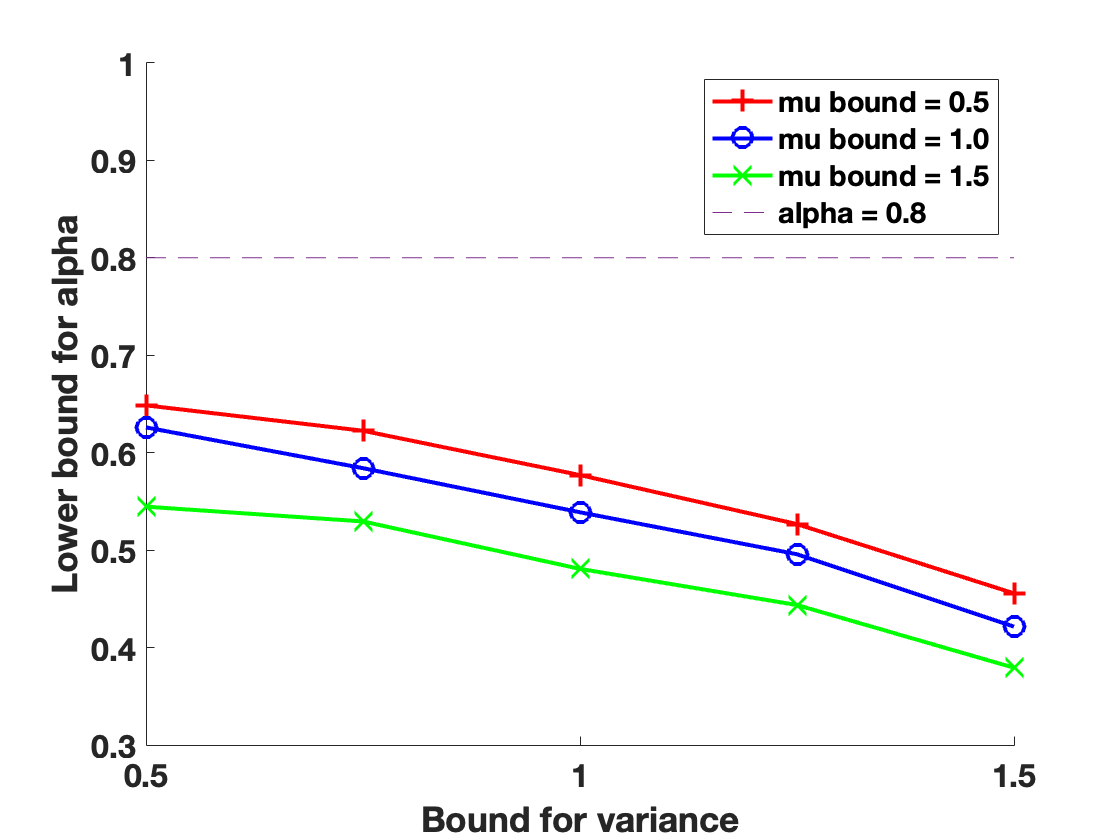 1
0.9
0.8
0.7
0.6
0.5
0.4
0.3
Lower bound for alpha
mu bound = 0.5
mu bound = 1.0
mu bound = 1.5
alpha = 0.8
0.5
1
1.5
Bound for variance